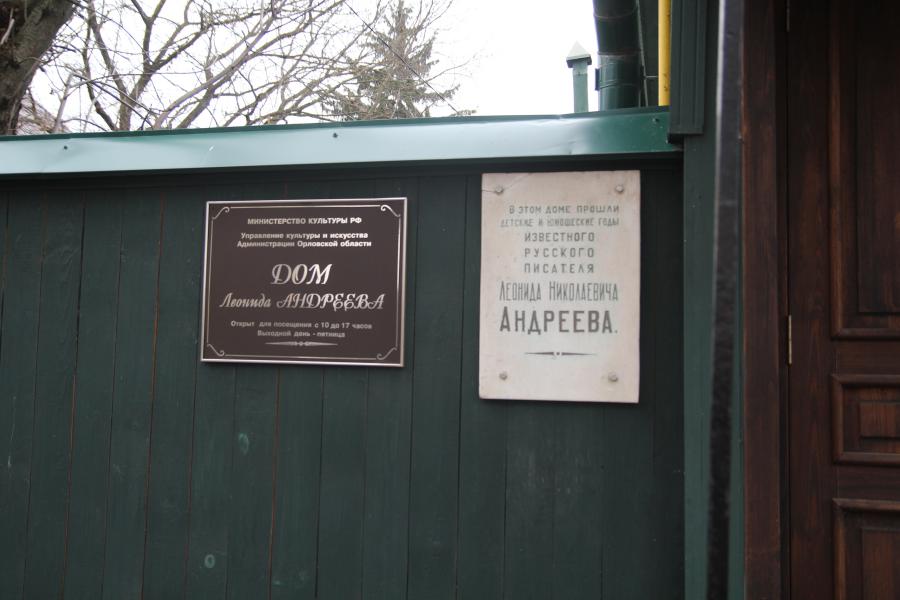 МИНИСТЕРСТВО КУЛЬТУРЫ РФ
Управление культуры и искусства
Администрации Орловской области
ДОМ
Леонида АНДРЕЕВА
Открыт для посещения с 10 до 17 часов
Выходной день - пятница
В ЭТОМ ДОМЕ ПРОШЛИ
ДЕТСКИЕ И ЮНОШЕСКИЕ ГОДЫ
ИЗВЕСТНОГО
РУССКОГО
ПИСАТЕЛЯ
ЛЕОНИДА НИКОЛАЕВИЧА
АНДРЕЕВА.